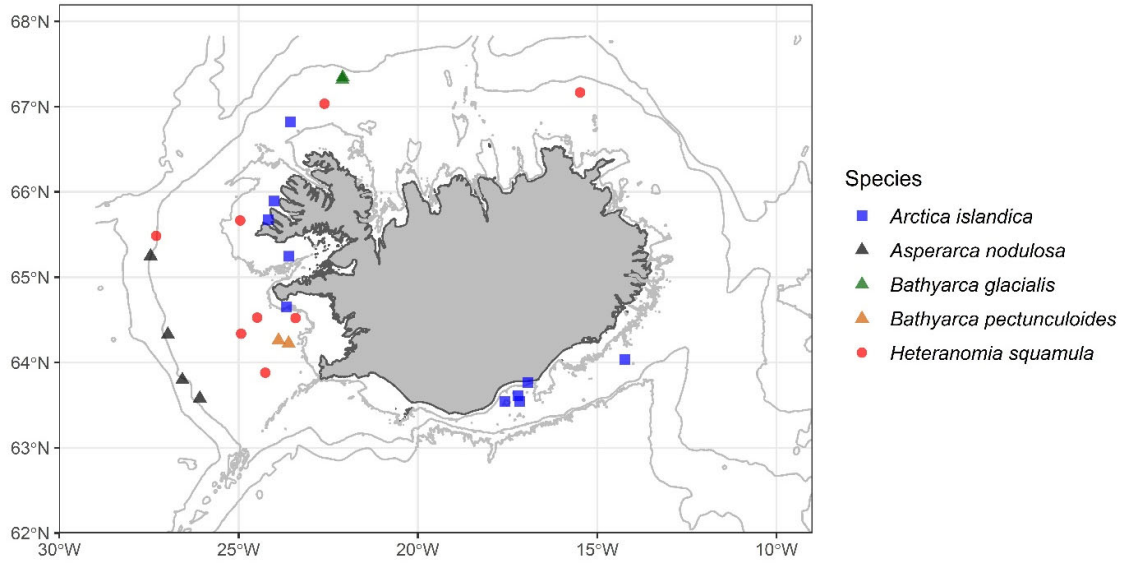 68°N
67°N
66°N
65°N
64°N
63°N
62°N
30°W 25°W 20°W 15°W 10°W
Species
Arctica islandica
Asperarca nodulosa
Bathyarca glacialis
Bathyarca pectunculoides
Heteranomia squamula